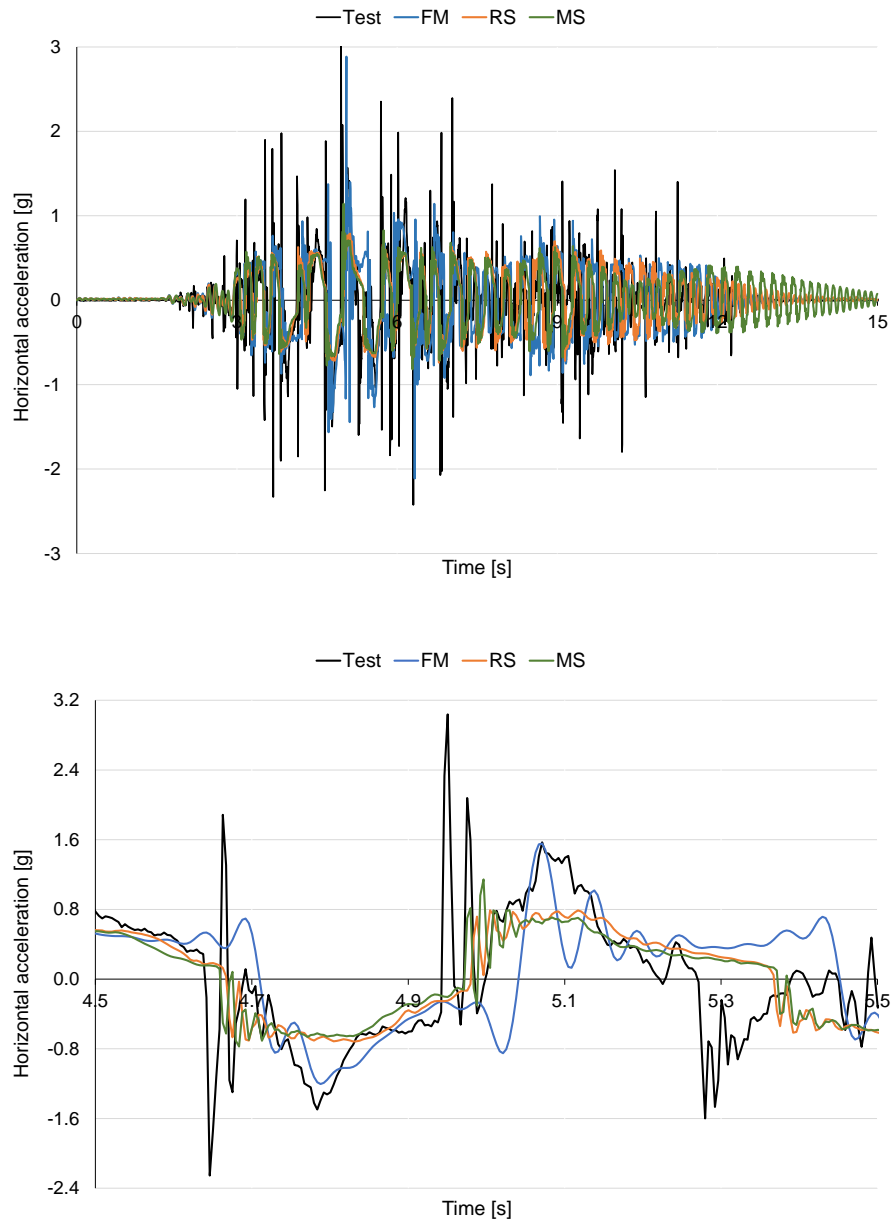 Test FM RS MS
3
2
1
0
-1
-2
-3
0 3 6 9 12 15
Horizontal acceleration [g]
Time [s]
Test FM RS MS
3.2
2.4
1.6
0.8
0.0
-0.8
-1.6
-2.4
4.5 4.7 4.9 5.1 5.3 5.5
Horizontal acceleration [g]
Time [s]